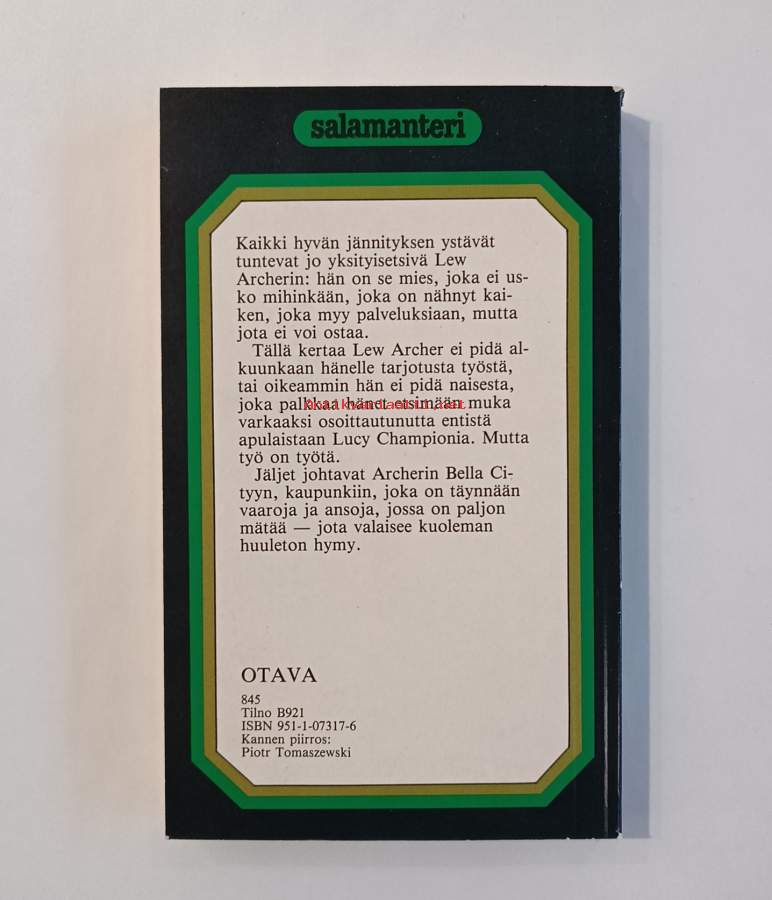 salamanteri
Kaikki hyvän jännityksen ystävät
tuntevat jo yksityisetsivä Lew
Archerin: hän on se mies, joka ei us-
ko mihinkään, joka on nähnyt kai-
ken, joka myy palveluksiaan, mutta
jota ei voi ostaa.
Tällä kertaa Lew Archer ei pidä al-
kuunkaan hänelle tarjotusta työstä,
tai oikeammin hän ei pidä naisesta,
joka palkkaa hänet etsimään muka
varkaaksi osoittautunutta entistä
apulaistaan Lucy Championia. Mutta
työ on työtä.
Jäljet johtavat Archerin Bella Ci-
tyyn, kaupunkiin, joka on täynnään
vaaroja ja ansoja, jossa on paljon
mätää — jota valaisee kuoleman
huuleton hymy.
OTAVA
845
Tilno B921
ISBN 951-1-07317-6
Kannen piirros:
Piotr Tomaszewski